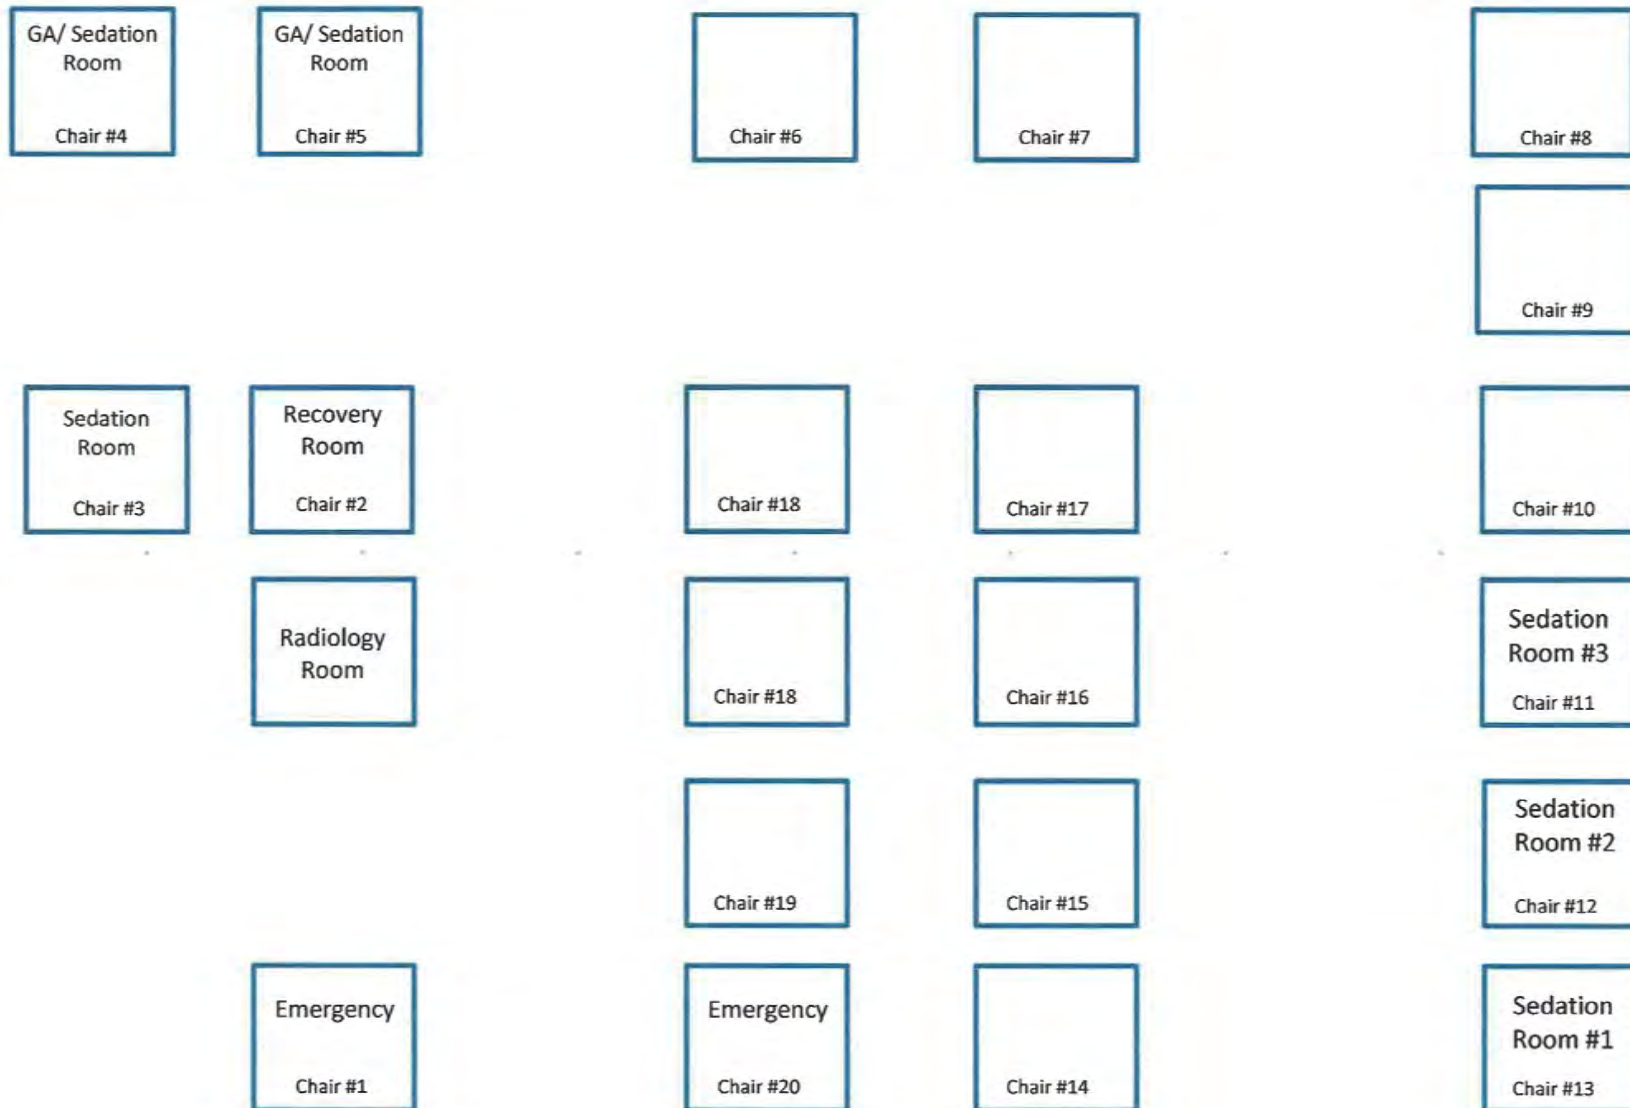 GA/ Sedation
Room
Chair #4
GA/ Sedation
Room
Chair #5
Chair #6
Chair #7
Chair #8
Chair #9
Sedation
Room
Chair #3
Recovery
Room
Chair #2
Chair #18
Chair #17
Chair #10
Radiology
Room
Chair #18
Chair #16
Sedation
Room #3
Chair #11
Chair #19
Chair #15
Sedation
Room #2
Chair #12
Emergency
Chair #1
Emergency
Chair #20
Chair #14
Sedation
Room #1
Chair #13